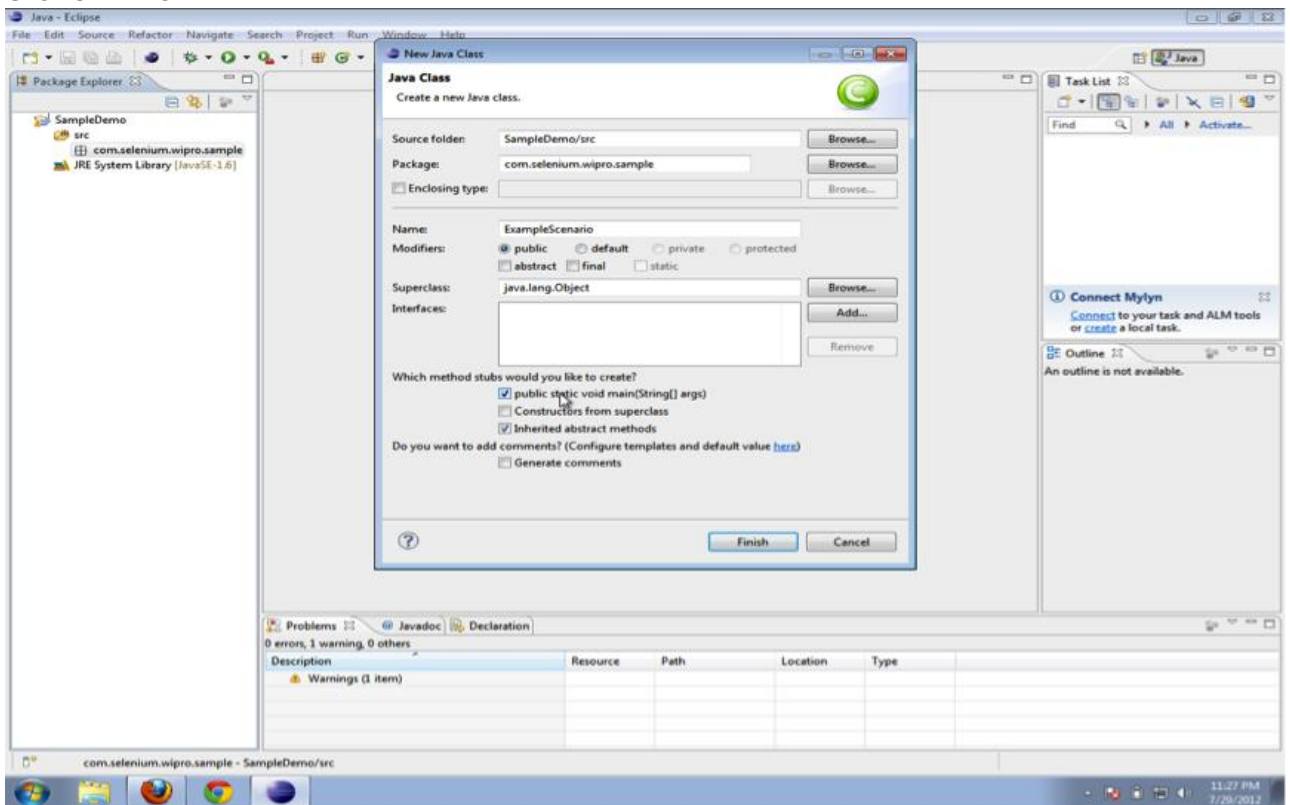 Java - Eclipse
File Edit Source Refactor Navigate Search Project Run Window Help
Java
Package Explorer
SampleDemo
src
com.selenium.wipro.sample
JRE System Library [JavaSE-1.6]
New Java Class
Java Class
Create a new Java class.
Source folder: SampleDemo/src Browse...
Package: com.selenium.wipro.sample Browse...
Enclosing type: Browse...
Name: ExampleScenario
Modifiers: public default private protected
abstract final static
Superclass: java.lang.Object Browse...
Interfaces: Add...
Remove
Which method stubs would you like to create?
public static void main(String[] args)
Constructors from superclass
Inherited abstract methods
Do you want to add comments? (Configure templates and default value here)
Generate comments
Finish Cancel
Task List
Find All Activate...
Connect Mylyn
Connect to your task and ALM tools
or create a local task.
Outline
An outline is not available.
Problems Javadoc Declaration
0 errors, 1 warning, 0 others
Description Resource Path Location Type
Warnings (1 item)
com.selenium.wipro.sample - SampleDemo/src
11:27 PM
7/29/2012